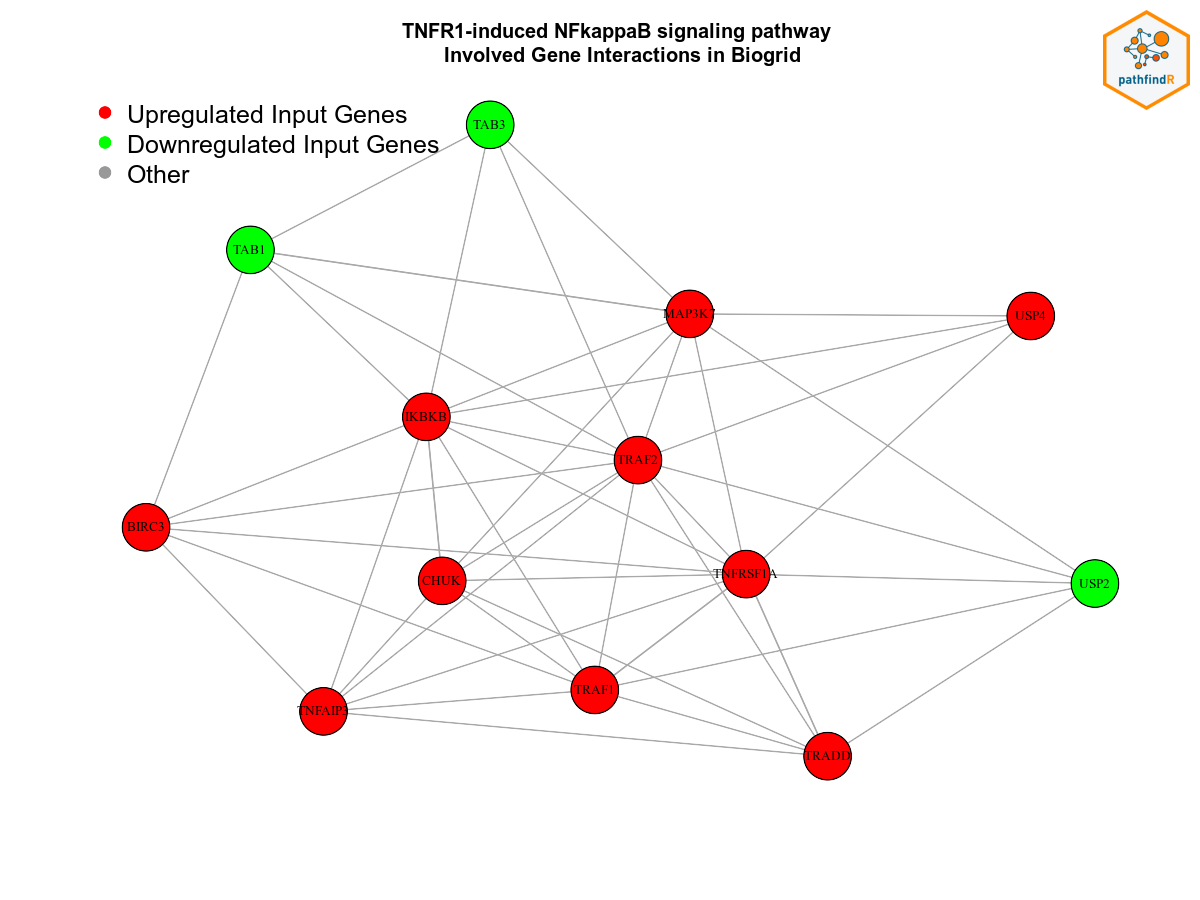 TNFR1-induced NFkappaB signaling pathway
Involved Gene Interactions in Biogrid
pathfindR
Upregulated Input Genes
Downregulated Input Genes
Other
TAB3
TAB1
MAP3K7
USP4
IKBKB
TRAF2
BIRC3
CHUK
TNFRSF1A
USP2
TRAF1
TNFAIP3
TRADD